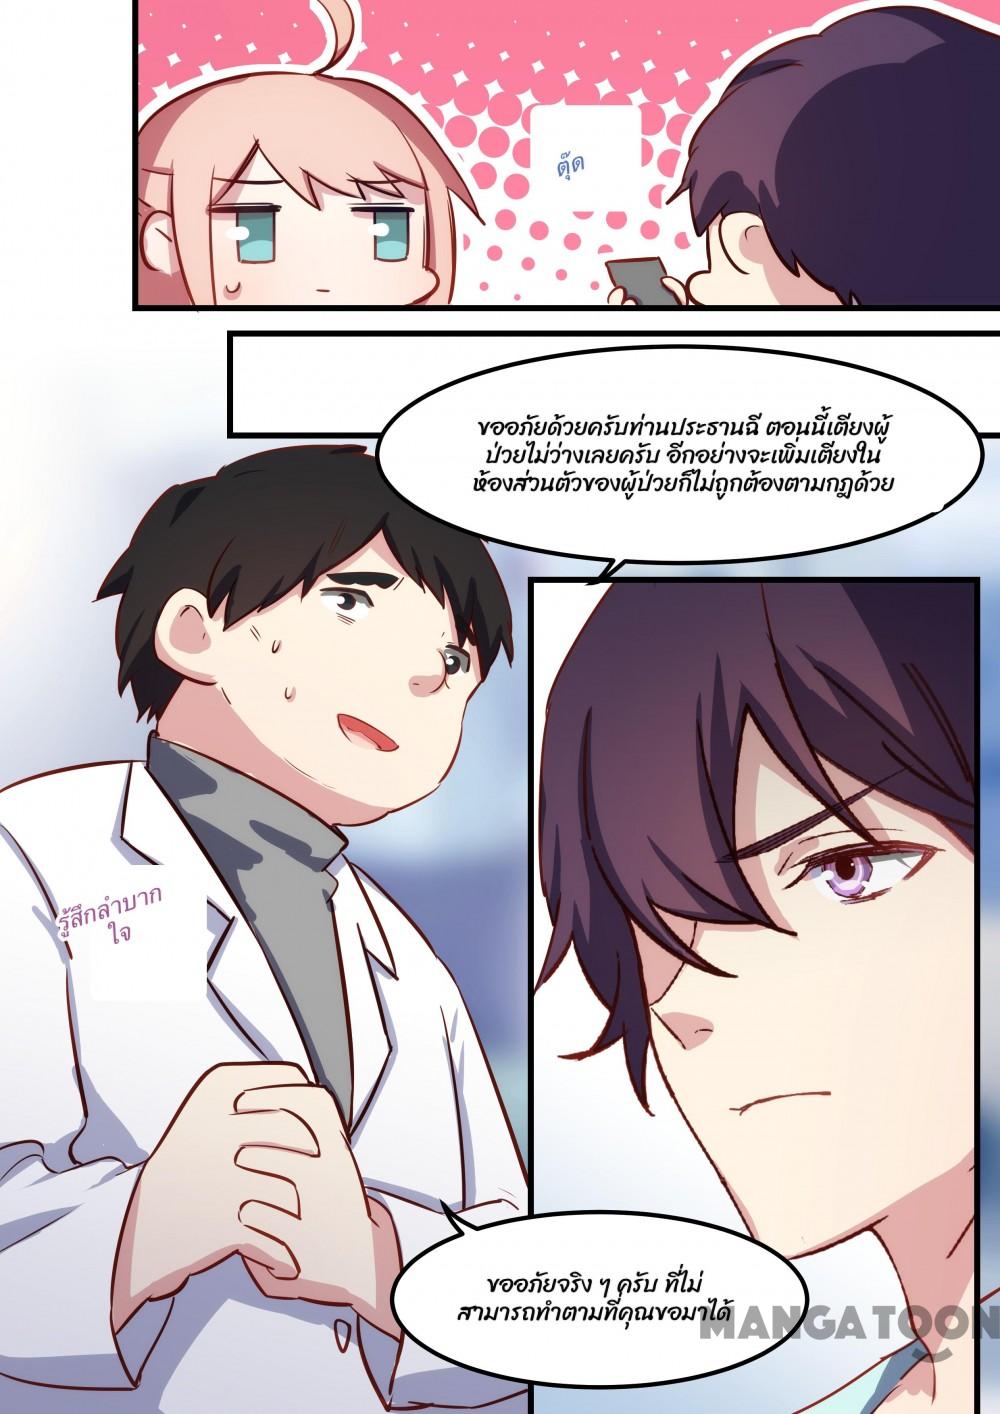 ตุ๊ด
ขออภัยด้วยครับท่านประธานฉี ตอนนี้เตียงผู้
ป่วยไม่ว่างเลยครับ อีกอย่างจะเพิ่มเตียงใน
ห้องส่วนตัวของผู้ป่วยก็ไม่ถูกต้องตามกฎด้วย
รู้สึกลำบาก
ใจ
ขออภัยจริง ๆ ครับ ที่ไม่
สามารถทำตามที่คุณขอมาได้
MANGATOON